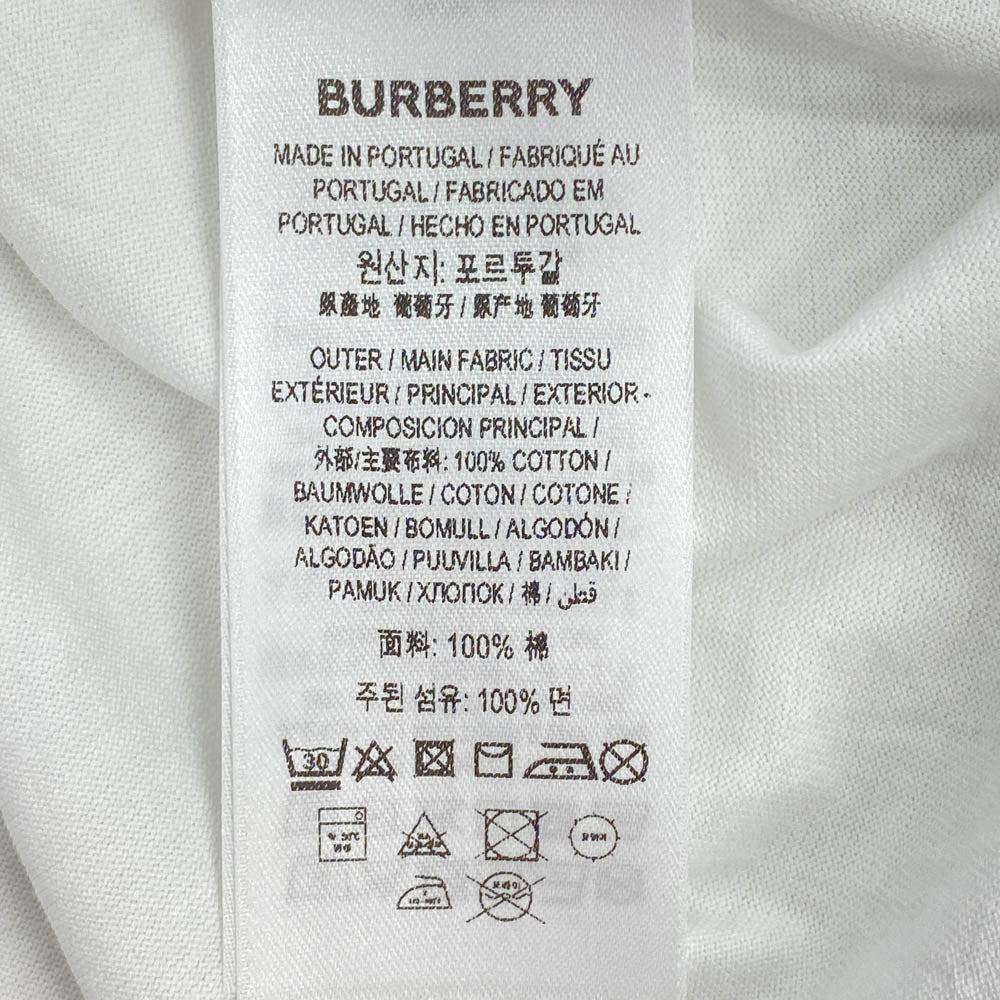 BURBERRY
MADE IN PORTUGAL / FABRIQUÉ AU
PORTUGAL / FABRICADO EM
PORTUGAL / HECHO EN PORTUGAL
원산지: 포르투갈
原產地 葡萄牙 / 原产地 葡萄牙
OUTER / MAIN FABRIC / TISSU
EXTÉRIEUR / PRINCIPAL / EXTERIOR -
COMPOSICION PRINCIPAL /
外部/主要布料: 100% COTTON /
BAUMWOLLE / COTON / COTONE /
KATOEN / BOMULL / ALGODÓN /
ALGODÃO / PUUVILLA / BAMBAKI /
PAMUK / ХЛОПОК / 棉 / قطن
面料: 100% 棉
주된 섬유: 100% 면
30